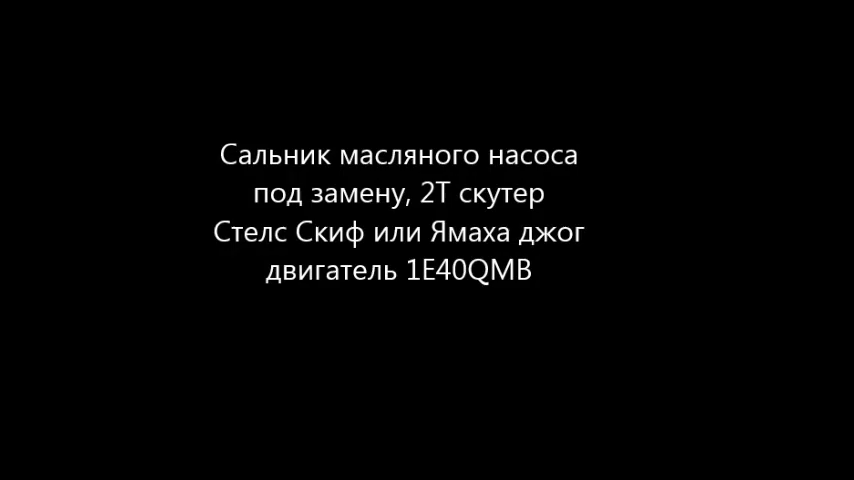 Сальник масляного насоса
под замену, 2Т скутер
Стелс Скиф или Ямаха джог
двигатель 1E40QMB